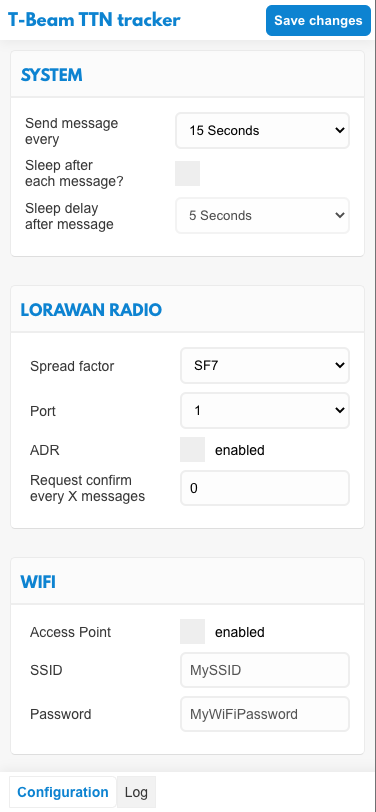 T-Beam TTN tracker
Save changes
SYSTEM
Send message
every
15 Seconds
Sleep after
each message?
Sleep delay
after message
5 Seconds
LORAWAN RADIO
Spread factor
SF7
Port
1
ADR
enabled
Request confirm
every X messages
0
WIFI
Access Point
enabled
SSID
MySSID
Password
MyWiFiPassword
Configuration
Log